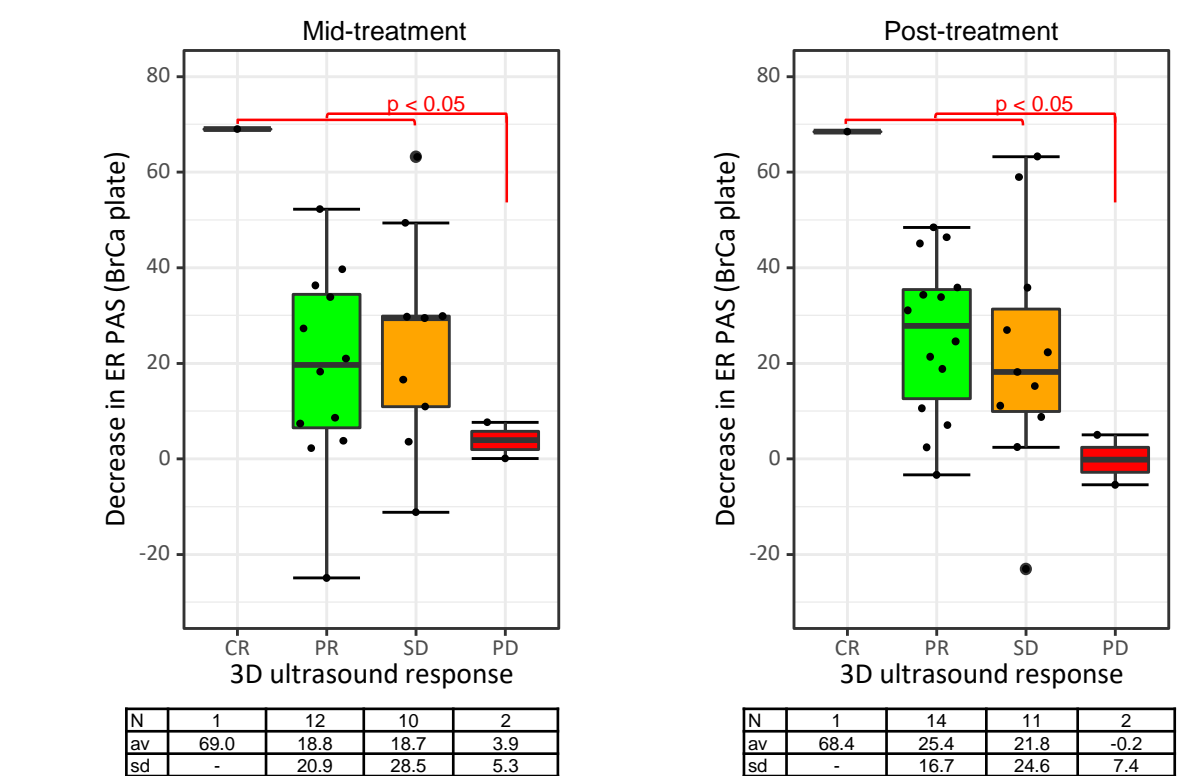 Mid-treatment
Post-treatment
Decrease in ER PAS (BrCa plate)
80
60
40
20
0
-20
p < 0.05
CR PR SD PD
3D ultrasound response
N 1 12 10 2
av 69.0 18.8 18.7 3.9
sd - 20.9 28.5 5.3
Decrease in ER PAS (BrCa plate)
80
60
40
20
0
-20
p < 0.05
CR PR SD PD
3D ultrasound response
N 1 14 11 2
av 68.4 25.4 21.8 -0.2
sd - 16.7 24.6 7.4